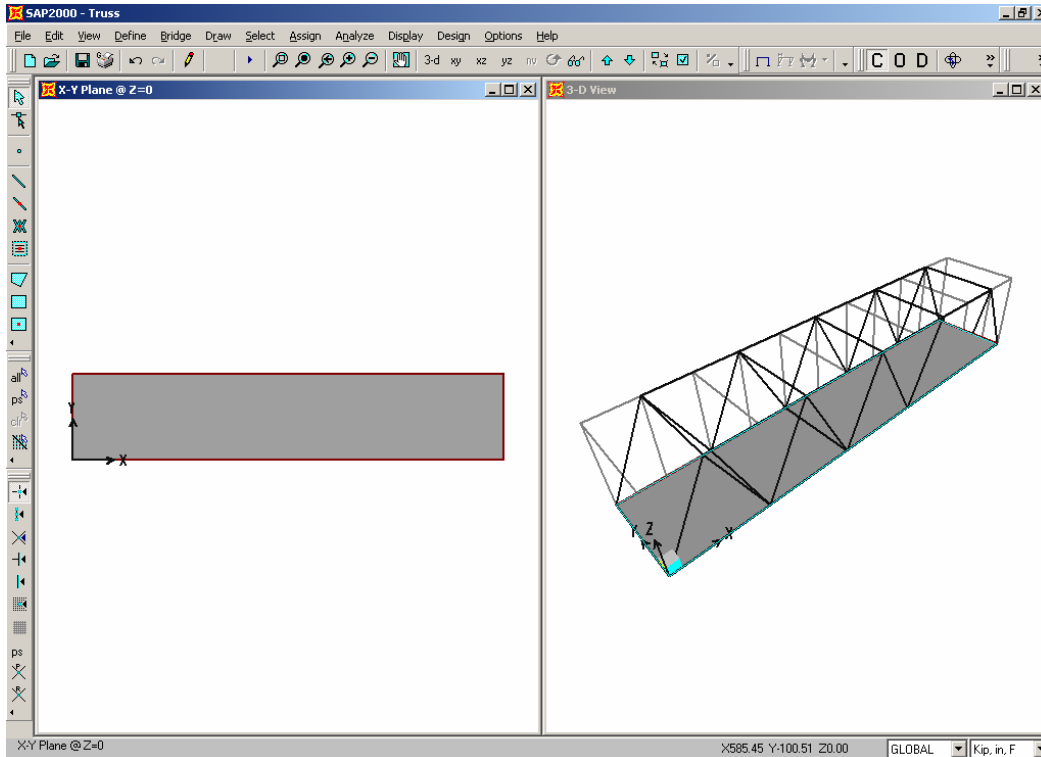 SAP2000 - Truss
File Edit View Define Bridge Draw Select Assign Analyze Display Design Options Help
3-d xy xz yz nv C O D »
X-Y Plane @ Z=0
3-D View
all
ps
clr
ps
Y
X
Y Z X
X-Y Plane @ Z=0 X585.45 Y-100.51 Z0.00 GLOBAL Kip, in, F